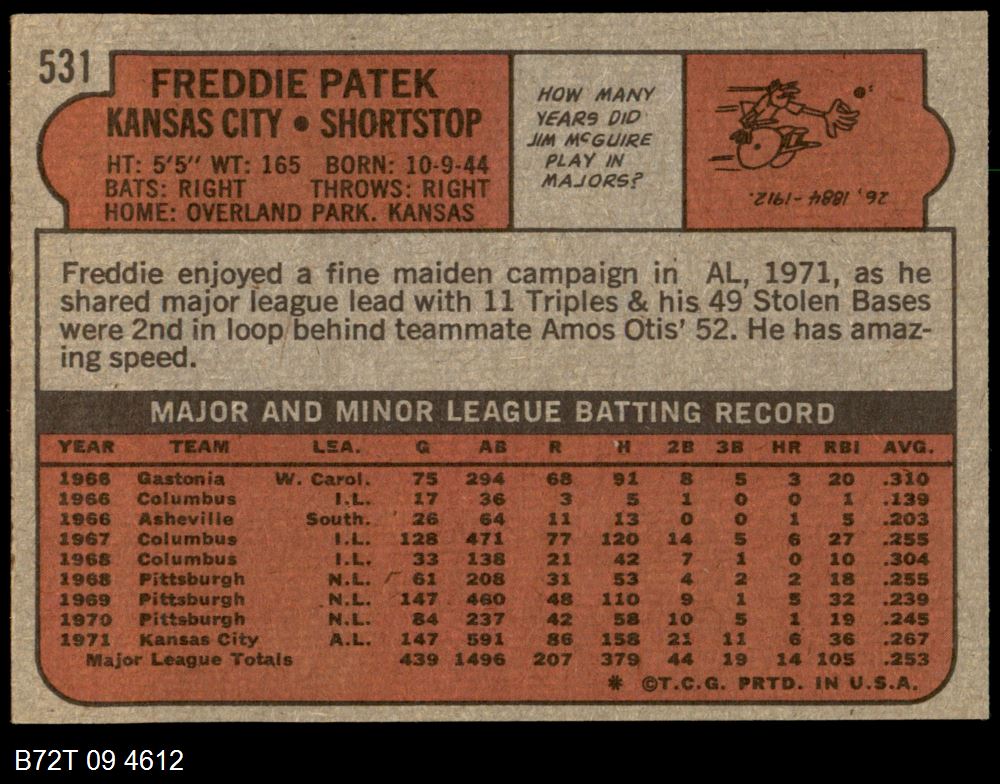 531
FREDDIE PATEK
KANSAS CITY • SHORTSTOP
HT: 5'5" WT: 165 BORN: 10-9-44
BATS: RIGHT THROWS: RIGHT
HOME: OVERLAND PARK. KANSAS
HOW MANY
YEARS DID
JIM McGUIRE
PLAY IN
MAJORS?
26, 1884-1912.
Freddie enjoyed a fine maiden campaign in AL, 1971, as he
shared major league lead with 11 Triples & his 49 Stolen Bases
were 2nd in loop behind teammate Amos Otis' 52. He has amaz-
ing speed.
MAJOR AND MINOR LEAGUE BATTING RECORD
YEAR TEAM LEA. G AB R H 2B 3B HR RBI AVG.
1966 Gastonia W. Carol. 75 294 68 91 8 5 3 20 .310
1966 Columbus I.L. 17 36 3 5 1 0 0 1 .139
1966 Asheville South. 26 64 11 13 0 0 1 5 .203
1967 Columbus I.L. 128 471 77 120 14 5 6 27 .255
1968 Columbus I.L. 33 138 21 42 7 1 0 10 .304
1968 Pittsburgh N.L. 61 208 31 53 4 2 2 18 .255
1969 Pittsburgh N.L. 147 460 48 110 9 1 5 32 .239
1970 Pittsburgh N.L. 84 237 42 58 10 5 1 19 .245
1971 Kansas City A.L. 147 591 86 158 21 11 6 36 .267
Major League Totals 439 1496 207 379 44 19 14 105 .253
* ©T.C.G. PRTD. IN U.S.A.
B72T 09 4612